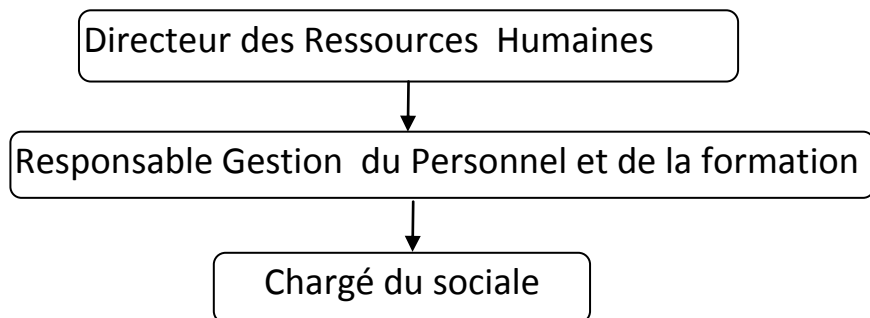 Directeur des Ressources Humaines
Responsable Gestion du Personnel et de la formation
Chargé du sociale